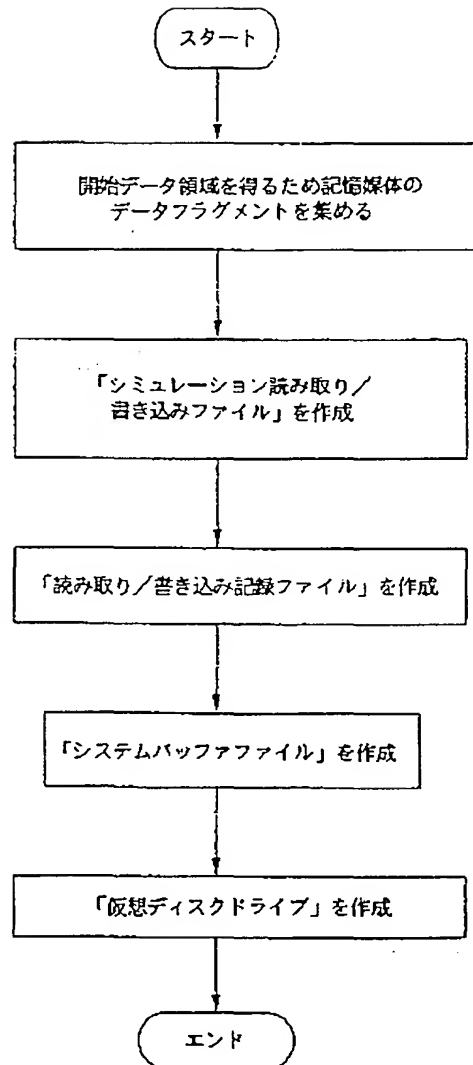 スタート
開始データ領域を得るため記憶媒体の
データフラグメントを集める
「シミュレーション読み取り／
書き込みファイル」を作成
「読み取り／書き込み記録ファイル」を作成
「システムバッファファイル」を作成
「仮想ディスクドライブ」を作成
エンド